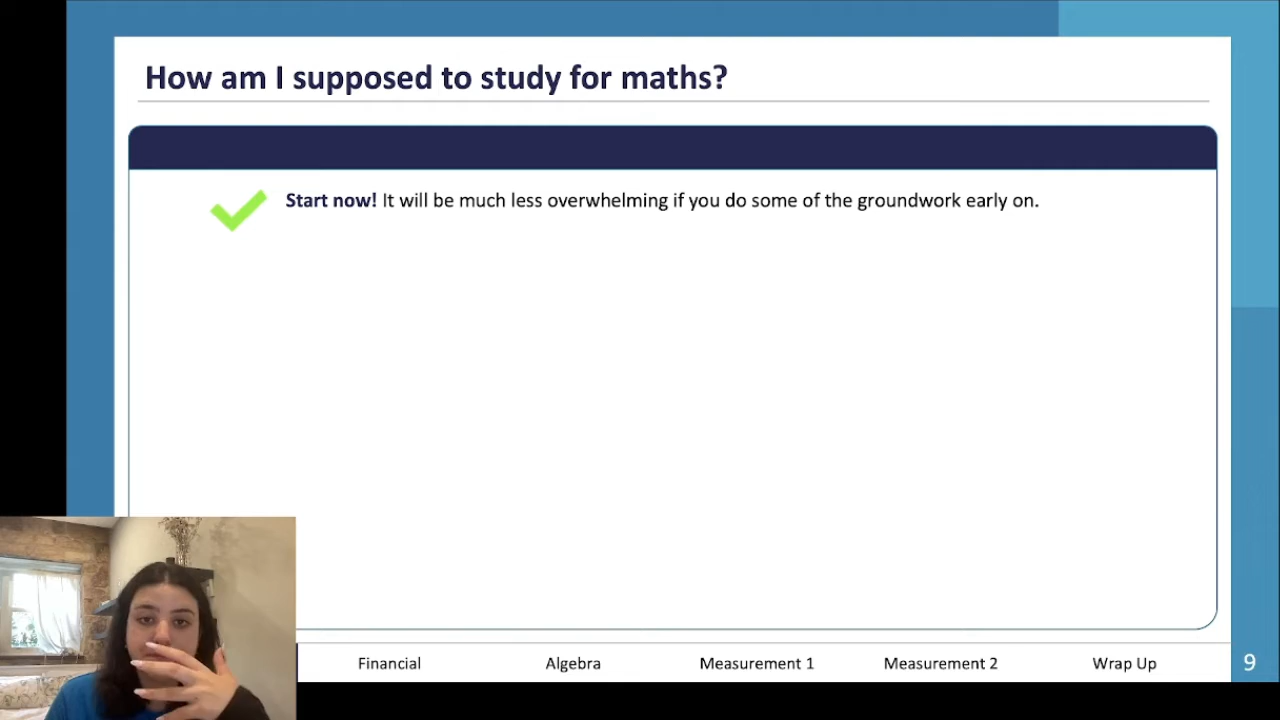 How am I supposed to study for maths?
Start now! It will be much less overwhelming if you do some of the groundwork early on.
Financial
Algebra
Measurement 1
Measurement 2
Wrap Up
9